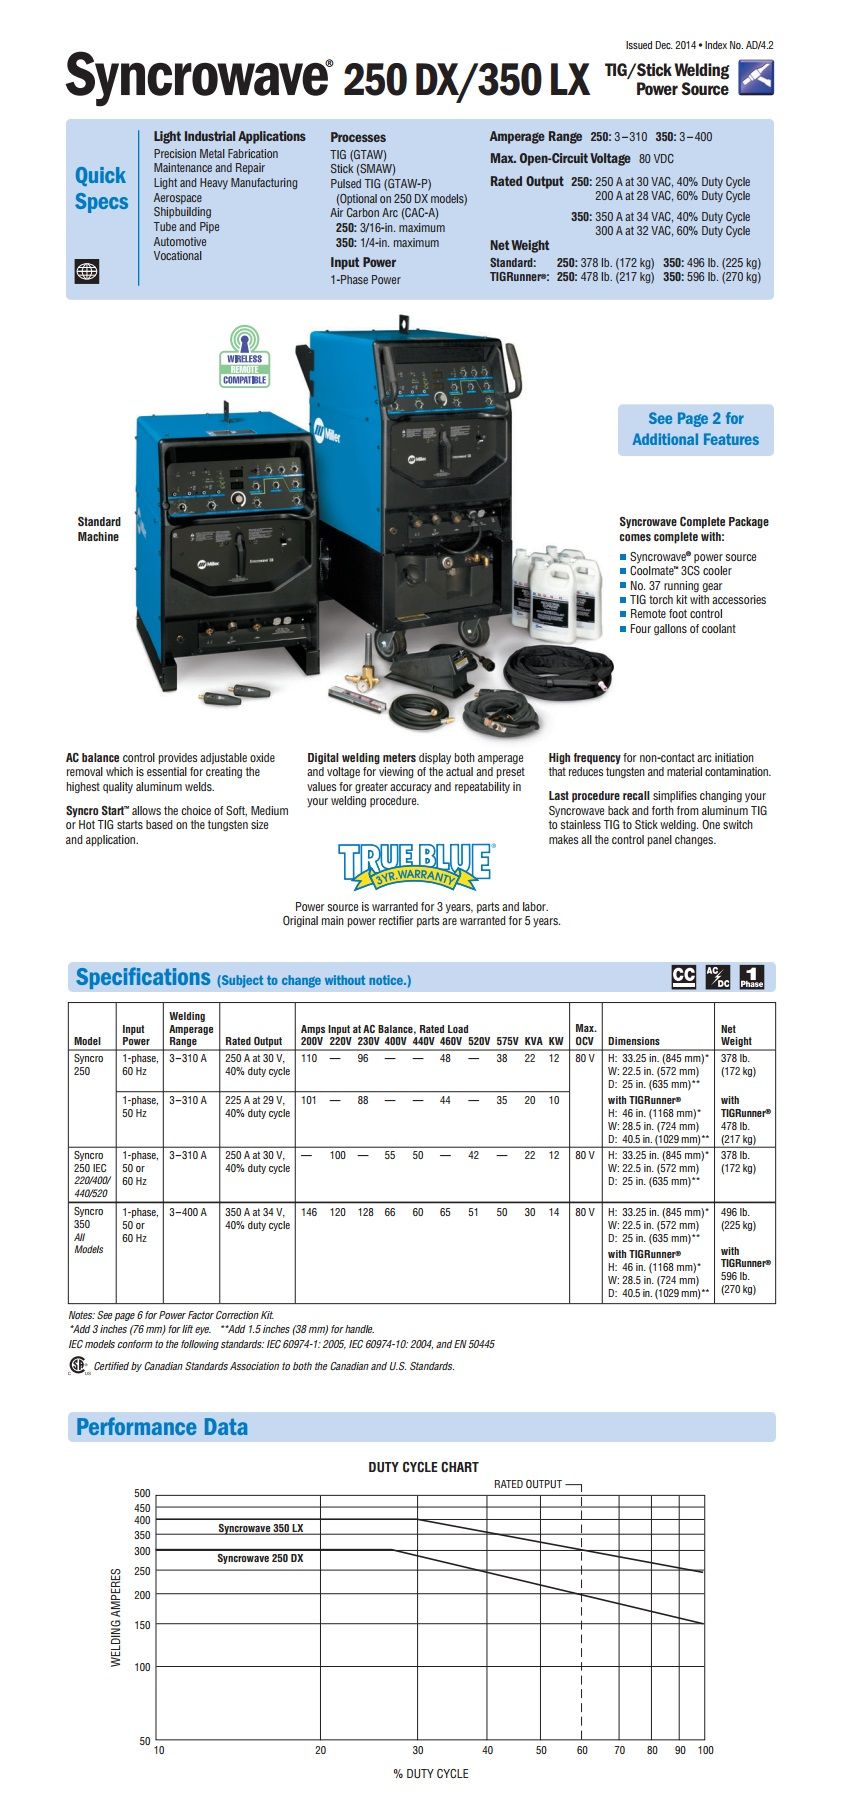 Issued Dec. 2014 • Index No. AD/4.2
Syncrowave® 250 DX/350 LX
TIG/Stick Welding
Power Source
Quick
Specs
Light Industrial Applications
Precision Metal Fabrication
Maintenance and Repair
Light and Heavy Manufacturing
Aerospace
Shipbuilding
Tube and Pipe
Automotive
Vocational
Processes
TIG (GTAW)
Stick (SMAW)
Pulsed TIG (GTAW-P)
(Optional on 250 DX models)
Air Carbon Arc (CAC-A)
250: 3/16-in. maximum
350: 1/4-in. maximum
Input Power
1-Phase Power
Amperage Range 250: 3–310 350: 3–400
Max. Open-Circuit Voltage 80 VDC
Rated Output 250: 250 A at 30 VAC, 40% Duty Cycle
200 A at 28 VAC, 60% Duty Cycle
350: 350 A at 34 VAC, 40% Duty Cycle
300 A at 32 VAC, 60% Duty Cycle
Net Weight
Standard: 250: 378 lb. (172 kg) 350: 496 lb. (225 kg)
TIGRunner®: 250: 478 lb. (217 kg) 350: 596 lb. (270 kg)
WIRELESS
REMOTE
COMPATIBLE
Miller
Miller
Miller
See Page 2 for
Additional Features
Standard
Machine
Syncrowave Complete Package
comes complete with:
■ Syncrowave® power source
■ Coolmate™ 3CS cooler
■ No. 37 running gear
■ TIG torch kit with accessories
■ Remote foot control
■ Four gallons of coolant
AC balance control provides adjustable oxide
removal which is essential for creating the
highest quality aluminum welds.
Syncro Start™ allows the choice of Soft, Medium
or Hot TIG starts based on the tungsten size
and application.
Digital welding meters display both amperage
and voltage for viewing of the actual and preset
values for greater accuracy and repeatability in
your welding procedure.
High frequency for non-contact arc initiation
that reduces tungsten and material contamination.
Last procedure recall simplifies changing your
Syncrowave back and forth from aluminum TIG
to stainless TIG to Stick welding. One switch
makes all the control panel changes.
TRUE BLUE®
3YR. WARRANTY
Power source is warranted for 3 years, parts and labor.
Original main power rectifier parts are warranted for 5 years.
Specifications (Subject to change without notice.)
CC
AC
DC
1
Phase
Model
Input
Power
Welding
Amperage
Range
Rated Output
Amps Input at AC Balance, Rated Load
200V 220V 230V 400V 440V 460V 520V 575V KVA KW
Max.
OCV
Dimensions
Net
Weight
Syncro
250
1-phase,
60 Hz
3–310 A
250 A at 30 V,
40% duty cycle
110 — 96 — — 48 — 38 22 12
80 V
H: 33.25 in. (845 mm)*
W: 22.5 in. (572 mm)
D: 25 in. (635 mm)**
378 lb.
(172 kg)
1-phase,
50 Hz
3–310 A
225 A at 29 V,
40% duty cycle
101 — 88 — — 44 — 35 20 10
with TIGRunner®
H: 46 in. (1168 mm)*
W: 28.5 in. (724 mm)
D: 40.5 in. (1029 mm)**
with
TIGRunner®
478 lb.
(217 kg)
Syncro
250 IEC
220/400/
440/520
1-phase,
50 or
60 Hz
3–310 A
250 A at 30 V,
40% duty cycle
— 100 — 55 50 — 42 — 22 12
80 V
H: 33.25 in. (845 mm)*
W: 22.5 in. (572 mm)
D: 25 in. (635 mm)**
378 lb.
(172 kg)
Syncro
350
All
Models
1-phase,
50 or
60 Hz
3–400 A
350 A at 34 V,
40% duty cycle
146 120 128 66 60 65 51 50 30 14
80 V
H: 33.25 in. (845 mm)*
W: 22.5 in. (572 mm)
D: 25 in. (635 mm)**
with TIGRunner®
H: 46 in. (1168 mm)*
W: 28.5 in. (724 mm)
D: 40.5 in. (1029 mm)**
496 lb.
(225 kg)
with
TIGRunner®
596 lb.
(270 kg)
Notes: See page 6 for Power Factor Correction Kit.
*Add 3 inches (76 mm) for lift eye. **Add 1.5 inches (38 mm) for handle.
IEC models conform to the following standards: IEC 60974-1: 2005, IEC 60974-10: 2004, and EN 50445
Certified by Canadian Standards Association to both the Canadian and U.S. Standards.
Performance Data
DUTY CYCLE CHART
RATED OUTPUT
500
450
400
350
300
250
200
150
100
50
WELDING AMPERES
Syncrowave 350 LX
Syncrowave 250 DX
10 20 30 40 50 60 70 80 90 100
% DUTY CYCLE